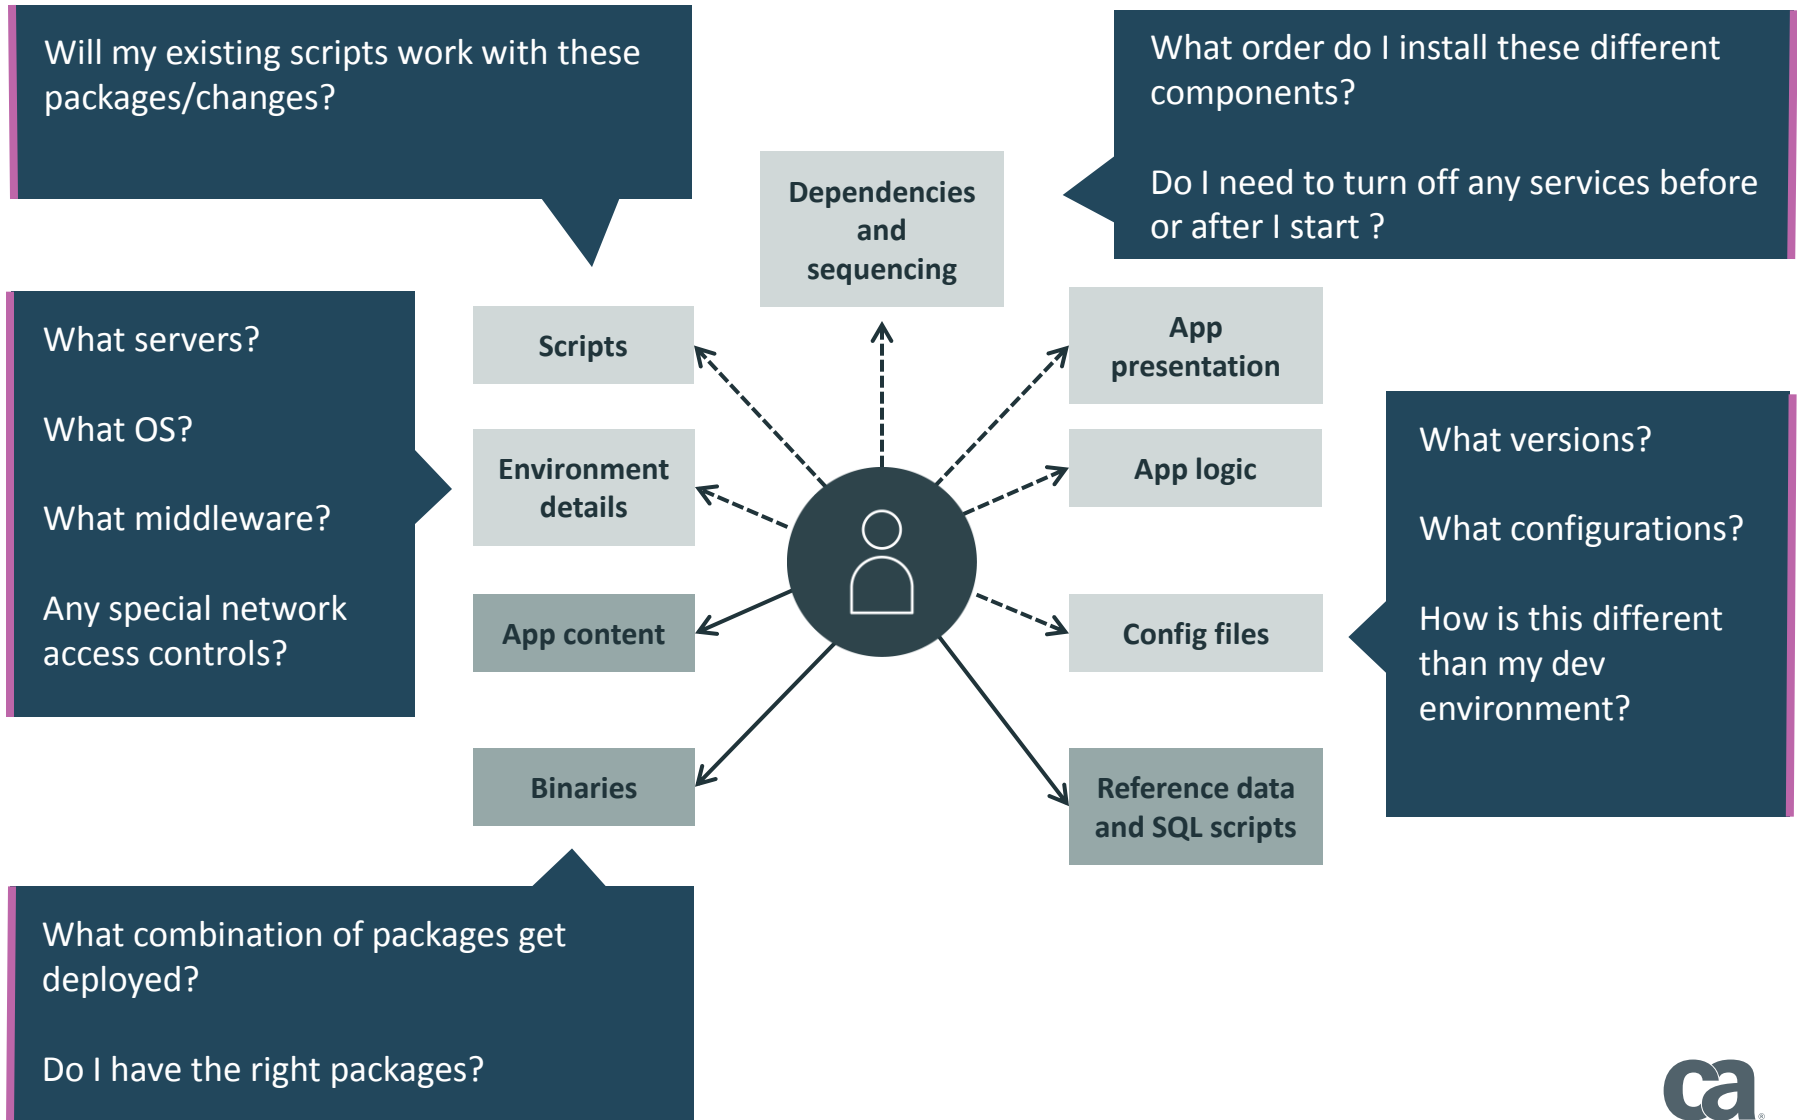 Will my existing scripts work with these
packages/changes?
What order do I install these different
components?
Do I need to turn off any services before
or after I start ?
Dependencies
and
sequencing
What servers?
What OS?
What middleware?
Any special network
access controls?
Scripts
Environment
details
App content
Binaries
App
presentation
App logic
Config files
Reference data
and SQL scripts
What versions?
What configurations?
How is this different
than my dev
environment?
What combination of packages get
deployed?
Do I have the right packages?
ca
®